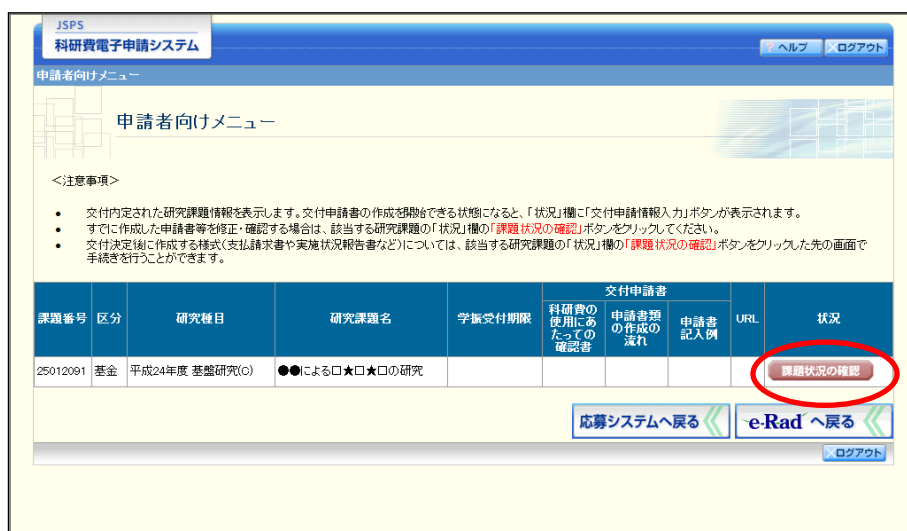 JSPS
科研費電子申請システム
ヘルプ
ログアウト
申請者向けメニュー
申請者向けメニュー
＜注意事項＞
• 交付内定された研究課題情報を表示します。交付申請書の作成を開始できる状態になると、「状況」欄に「交付申請情報入力」ボタンが表示されます。
• すでに作成した申請書等を修正・確認する場合は、該当する研究課題の「状況」欄の「課題状況の確認」ボタンをクリックしてください。
• 交付決定後に作成する様式(支払請求書や実施状況報告書など)については、該当する研究課題の「状況」欄の「課題状況の確認」ボタンをクリックした先の画面で
手続きを行うことができます。
交付申請書
課題番号 区分 研究種目 研究課題名 学振受付期限 科研費の使用にあたっての確認書 申請書類の作成の流れ 申請書記入例 URL 状況
25012091 基金 平成24年度 基盤研究(C) ●●による□★□★□の研究 課題状況の確認
応募システムへ戻る
e-Rad へ戻る
ログアウト